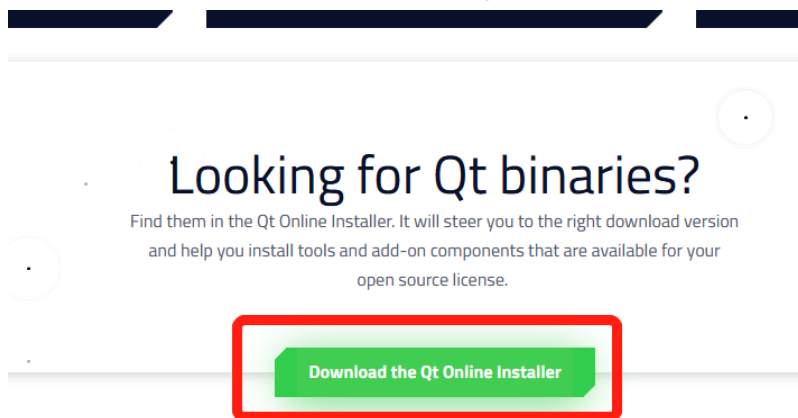 Looking for Qt binaries?
Find them in the Qt Online Installer. It will steer you to the right download version
and help you install tools and add-on components that are available for your
open source license.
Download the Qt Online Installer